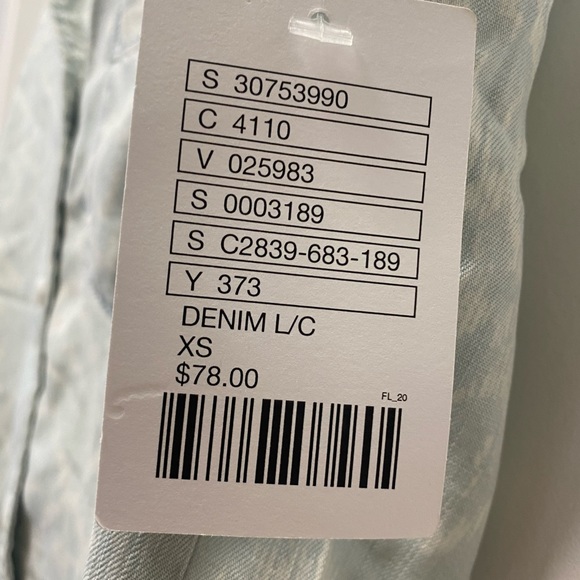 S 30753990
C 4110
V 025983
S 0003189
S C2839-683-189
Y 373
DENIM L/C
XS
$78.00
FL_20